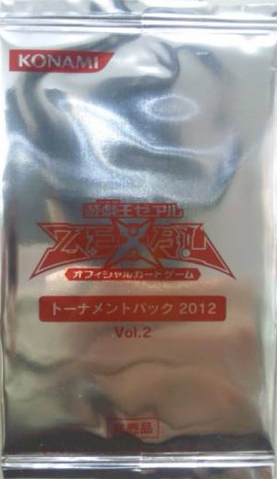 KONAMI
遊戯王ゼアル
ZEXAL
オフィシャルカードゲーム
トーナメントパック 2012
Vol.2
非売品